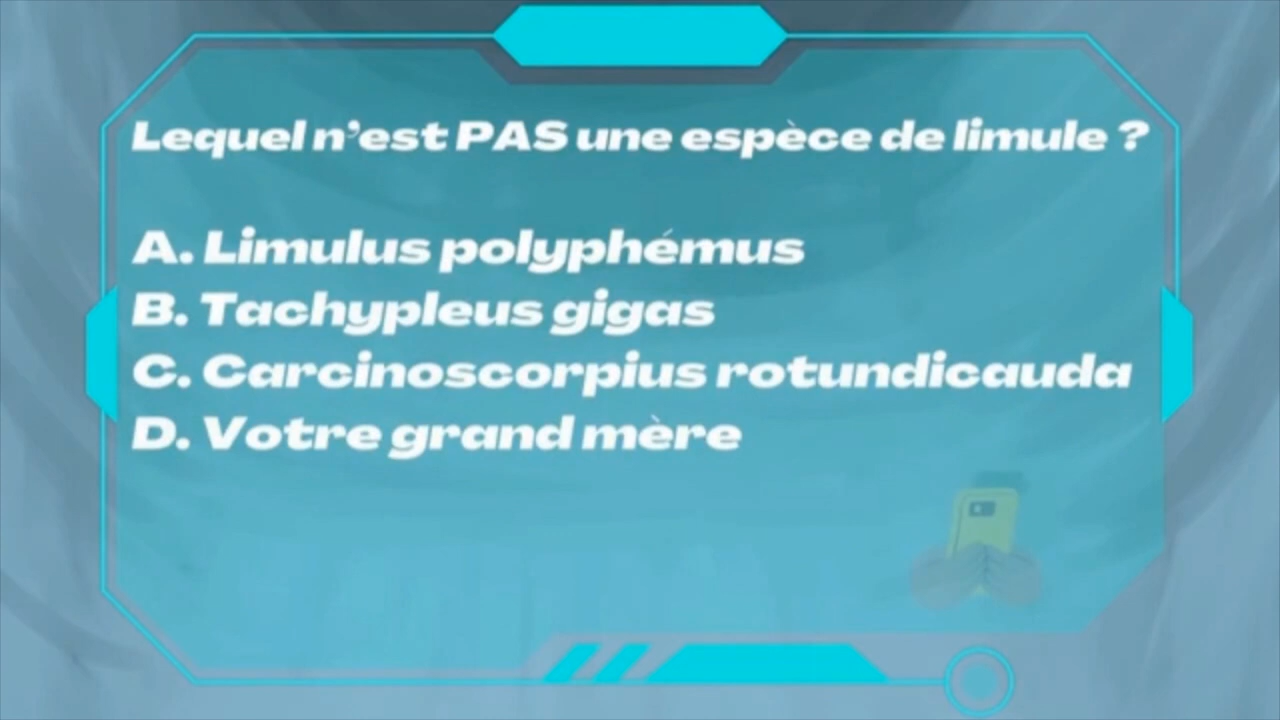 Lequel n’est PAS une espèce de limule ?
A. Limulus polyphémus
B. Tachypleus gigas
C. Carcinoscorpius rotundicauda
D. Votre grand mère